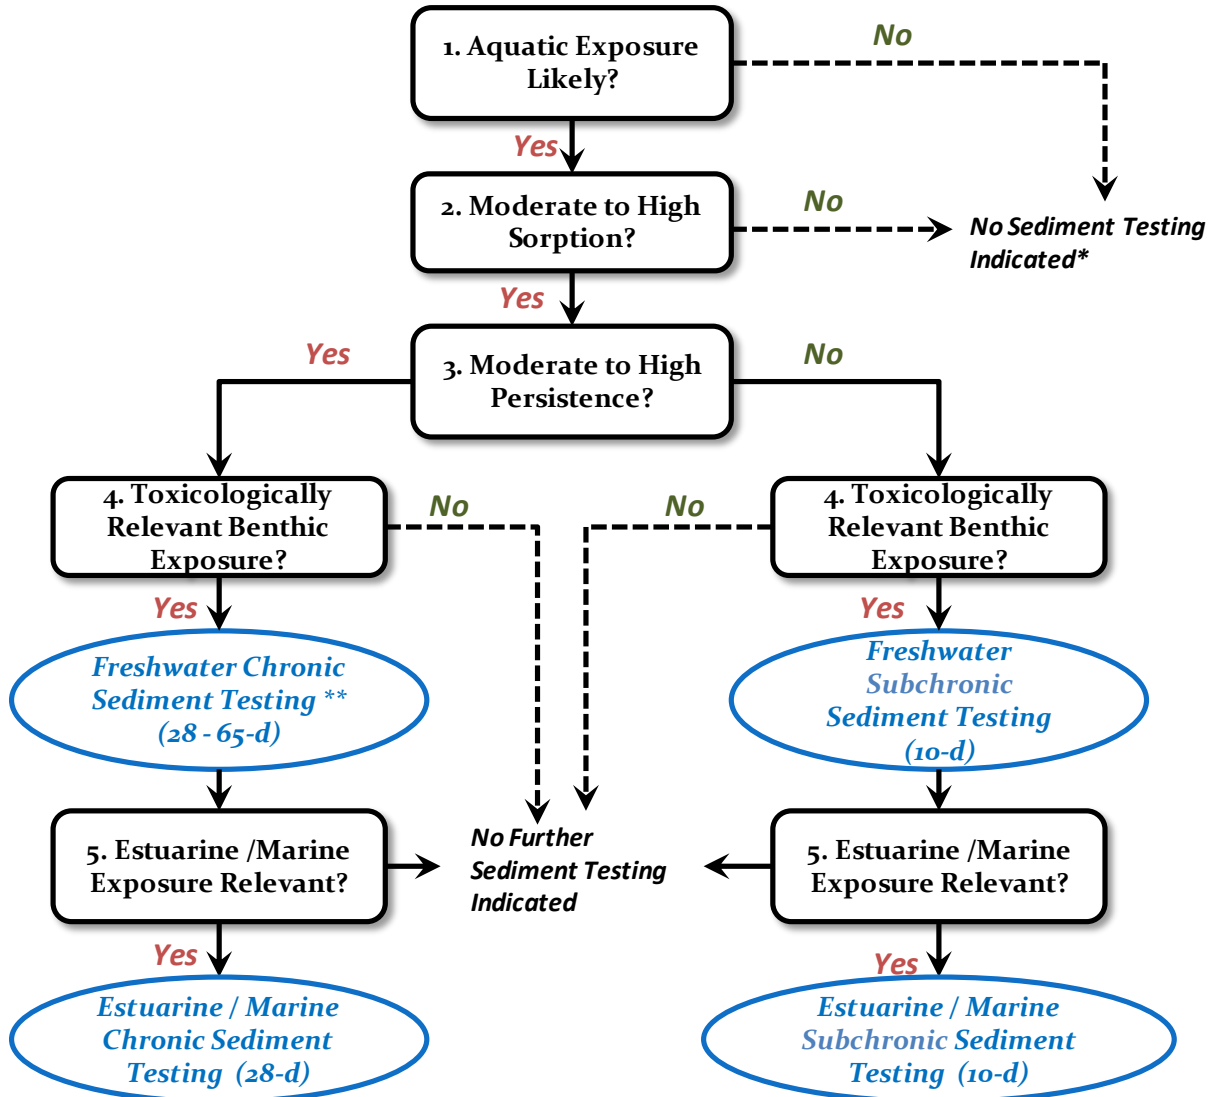 1. Aquatic Exposure
Likely?
No
Yes
2. Moderate to High
Sorption?
No
No Sediment Testing
Indicated*
Yes
3. Moderate to High
Persistence?
Yes
No
4. Toxicologically
Relevant Benthic
Exposure?
No
No
4. Toxicologically
Relevant Benthic
Exposure?
Yes
Yes
Freshwater Chronic
Sediment Testing **
(28 - 65-d)
Freshwater
Subchronic
Sediment Testing
(10-d)
5. Estuarine /Marine
Exposure Relevant?
No Further
Sediment Testing
Indicated
5. Estuarine /Marine
Exposure Relevant?
Yes
Yes
Estuarine / Marine
Chronic Sediment
Testing (28-d)
Estuarine / Marine
Subchronic Sediment
Testing (10-d)